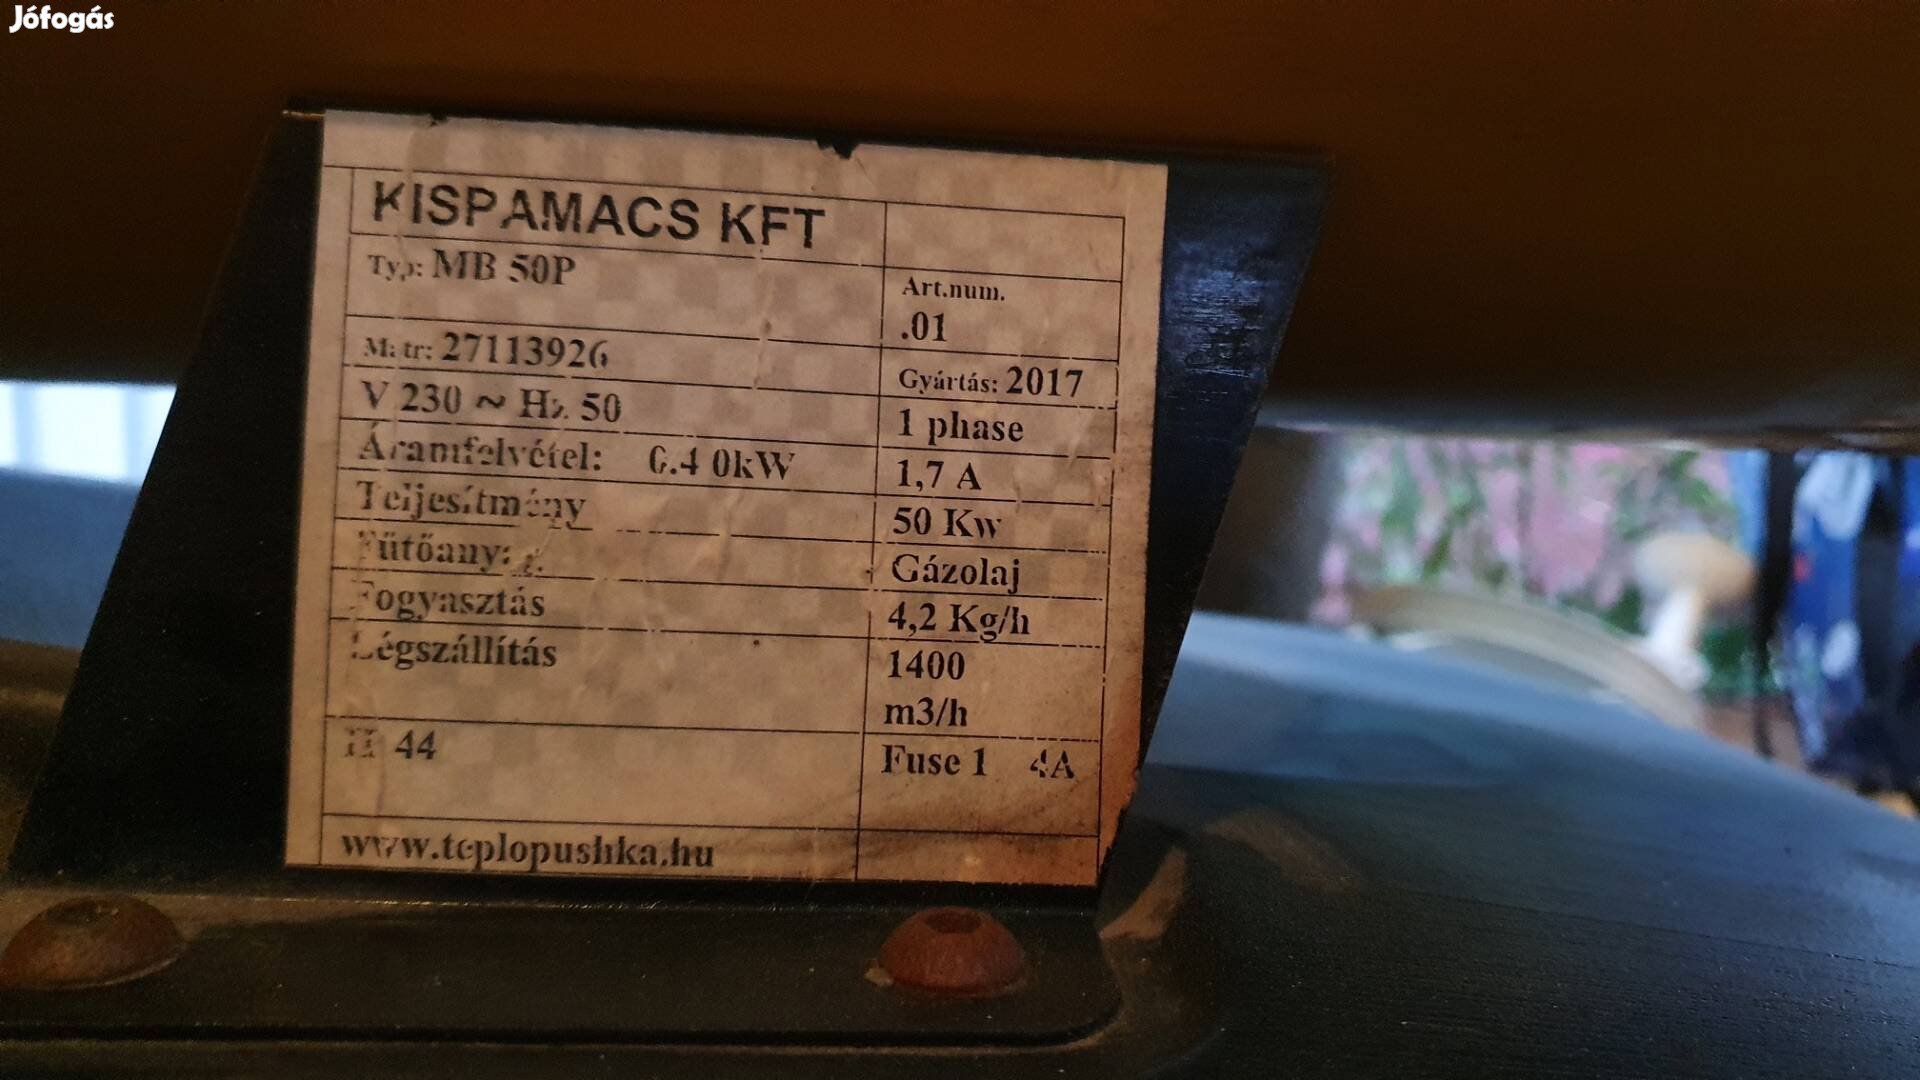 Jófogás
KISPAMACS KFT
Typ: MB 50P
Art.num.
.01
Matr: 27113926
Gyártás: 2017
V 230 ~ Hz 50
1 phase
Áramfelvétel: 0.4 0kW
1,7 A
Teljesítmény
50 Kw
Fűtőanyag
Gázolaj
Fogyasztás
4,2 Kg/h
Légszállítás
1400
m3/h
44
Fuse 1 4A
www.teplopushka.hu